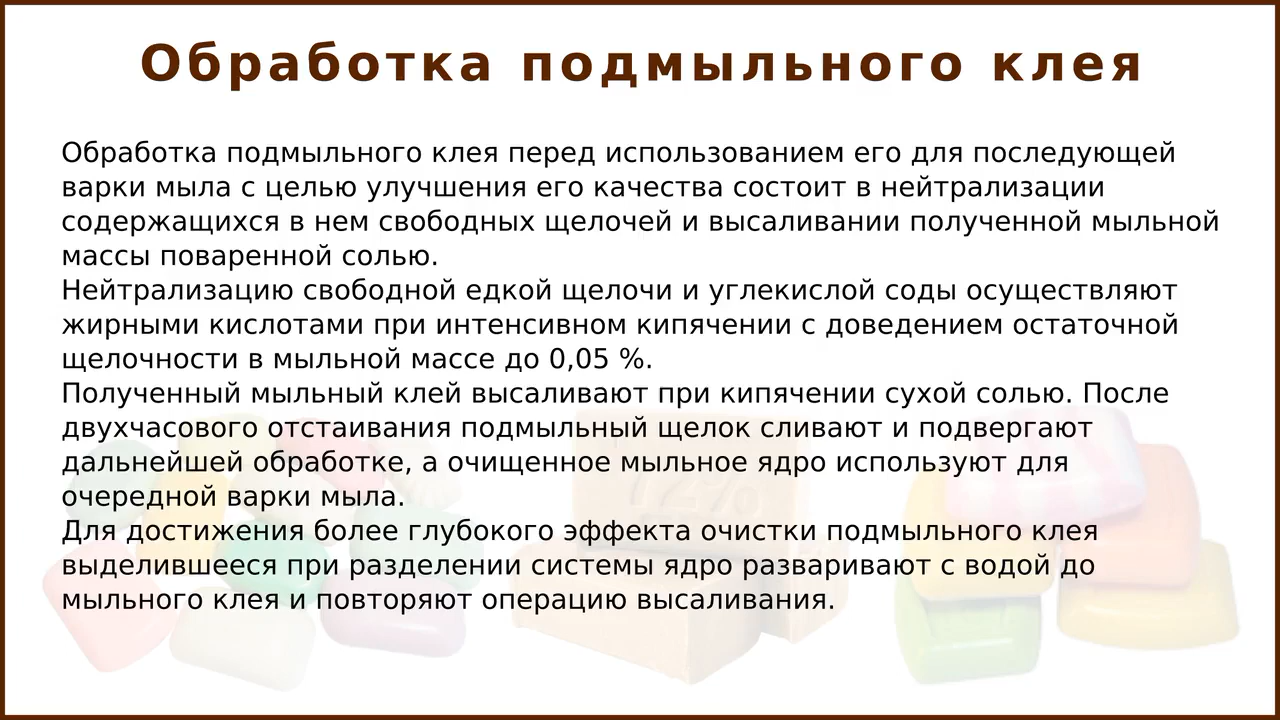 Обработка подмыльного клея
Обработка подмыльного клея перед использованием его для последующей
варки мыла с целью улучшения его качества состоит в нейтрализации
содержащихся в нем свободных щелочей и высаливании полученной мыльной
массы поваренной солью.
Нейтрализацию свободной едкой щелочи и углекислой соды осуществляют
жирными кислотами при интенсивном кипячении с доведением остаточной
щелочности в мыльной массе до 0,05 %.
Полученный мыльный клей высаливают при кипячении сухой солью. После
двухчасового отстаивания подмыльный щелок сливают и подвергают
дальнейшей обработке, а очищенное мыльное ядро используют для
очередной варки мыла.
Для достижения более глубокого эффекта очистки подмыльного клея
выделившееся при разделении системы ядро разваривают с водой до
мыльного клея и повторяют операцию высаливания.
72%